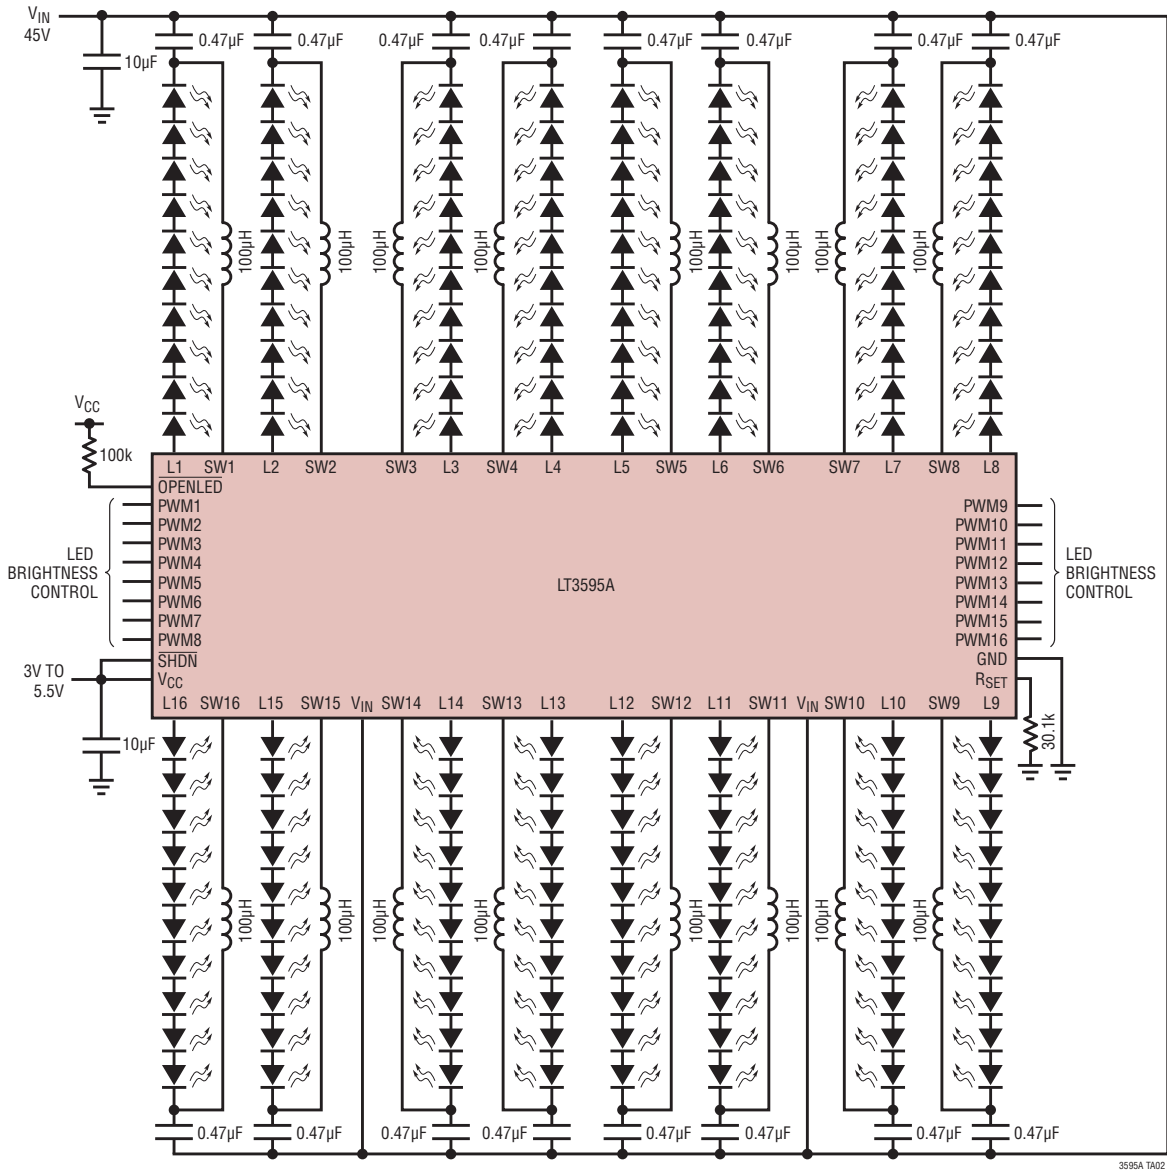 VIN
45V
10µF
0.47µF 0.47µF 0.47µF 0.47µF 0.47µF 0.47µF 0.47µF 0.47µF
100µH 100µH 100µH 100µH 100µH 100µH 100µH 100µH
VCC
100k
L1 SW1 L2 SW2 SW3 L3 SW4 L4 L5 SW5 L6 SW6 SW7 L7 SW8 L8
OPENLED
PWM1
PWM2
PWM3
PWM4
PWM5
PWM6
PWM7
PWM8
SHDN
VCC
LED
BRIGHTNESS
CONTROL
3V TO
5.5V
10µF
LT3595A
PWM9
PWM10
PWM11
PWM12
PWM13
PWM14
PWM15
PWM16
GND
RSET
LED
BRIGHTNESS
CONTROL
30.1k
L16 SW16 L15 SW15 VIN SW14 L14 SW13 L13 L12 SW12 L11 SW11 VIN SW10 L10 SW9 L9
100µH 100µH 100µH 100µH 100µH 100µH 100µH 100µH
0.47µF 0.47µF 0.47µF 0.47µF 0.47µF 0.47µF 0.47µF 0.47µF
3595A TA02